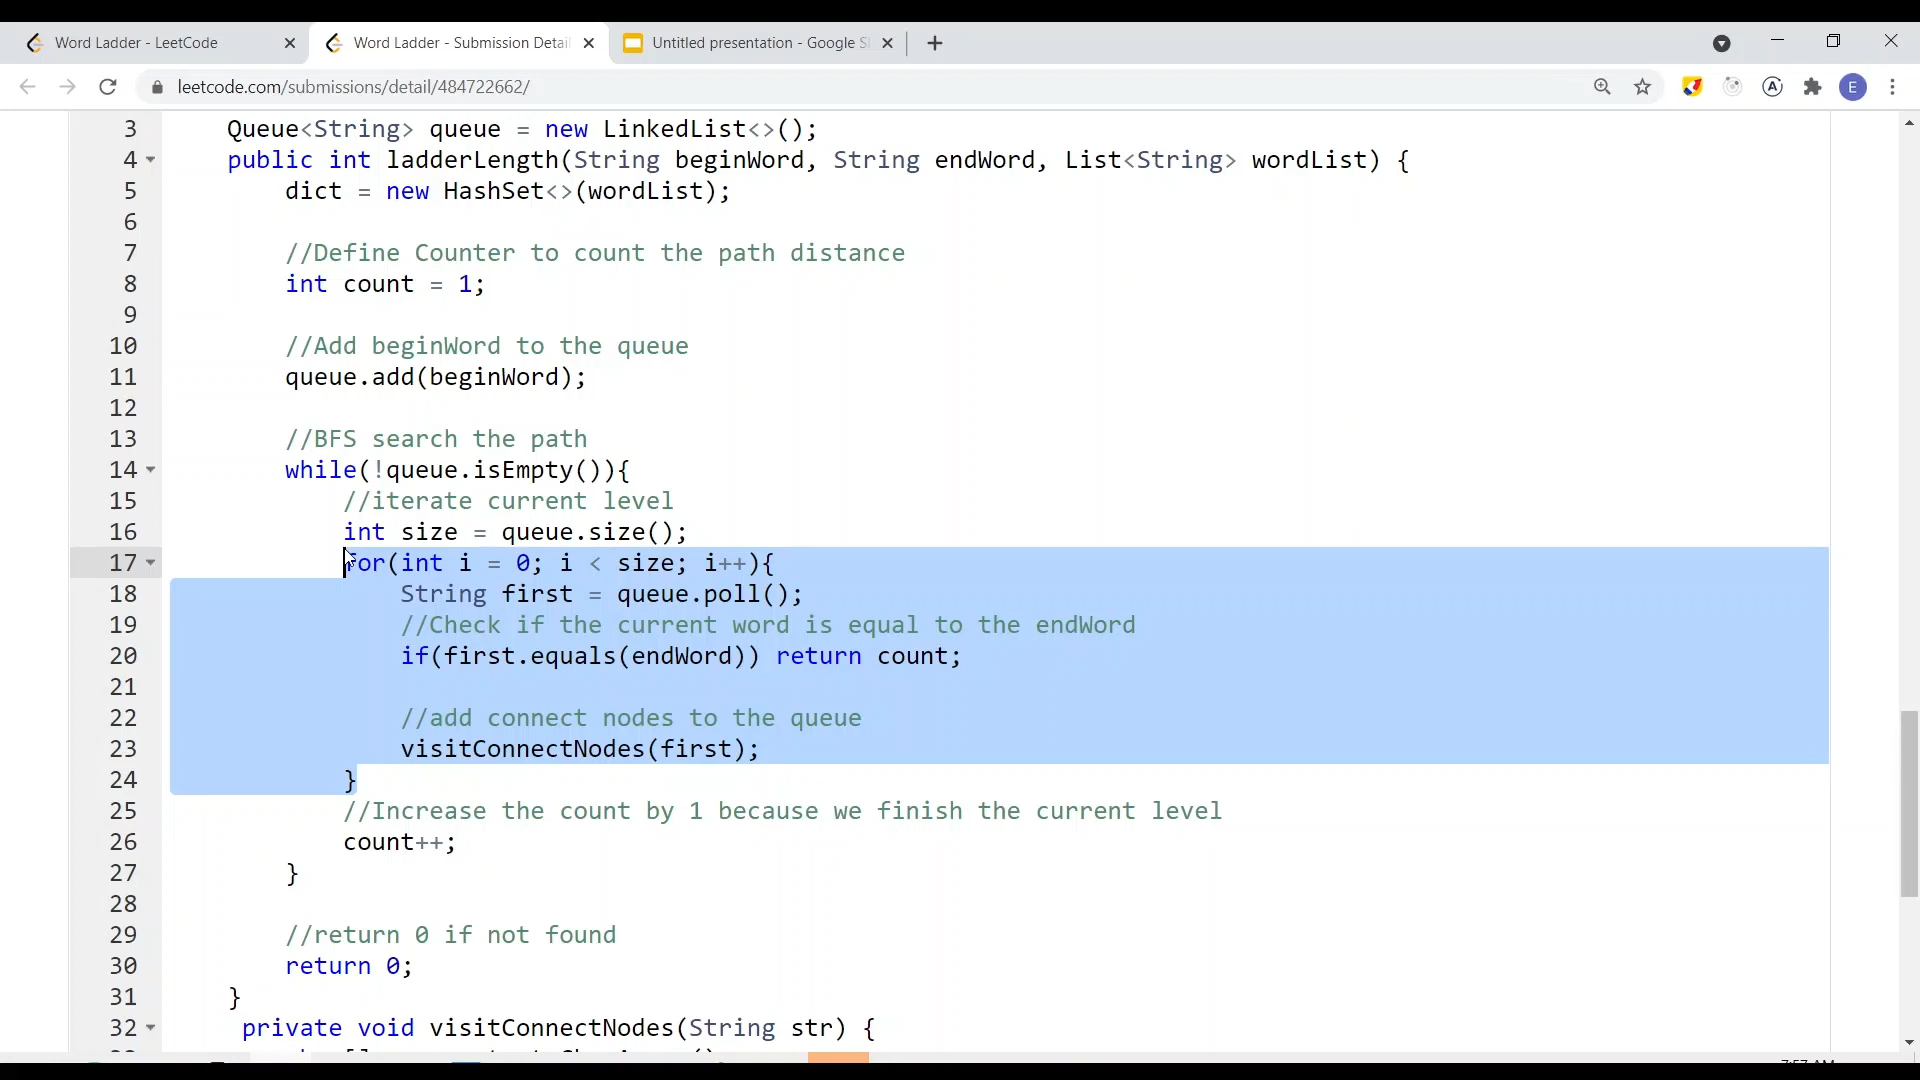 Word Ladder - LeetCode
Word Ladder - Submission Detail
Untitled presentation - Google Sl
leetcode.com/submissions/detail/484722662/
E
3 Queue<String> queue = new LinkedList<>();
4 public int ladderLength(String beginWord, String endWord, List<String> wordList) {
5 dict = new HashSet<>(wordList);
6
7 //Define Counter to count the path distance
8 int count = 1;
9
10 //Add beginWord to the queue
11 queue.add(beginWord);
12
13 //BFS search the path
14 while(!queue.isEmpty()){
15 //iterate current level
16 int size = queue.size();
17 for(int i = 0; i < size; i++){
18 String first = queue.poll();
19 //Check if the current word is equal to the endWord
20 if(first.equals(endWord)) return count;
21
22 //add connect nodes to the queue
23 visitConnectNodes(first);
24 }
25 //Increase the count by 1 because we finish the current level
26 count++;
27 }
28
29 //return 0 if not found
30 return 0;
31 }
32 private void visitConnectNodes(String str) {